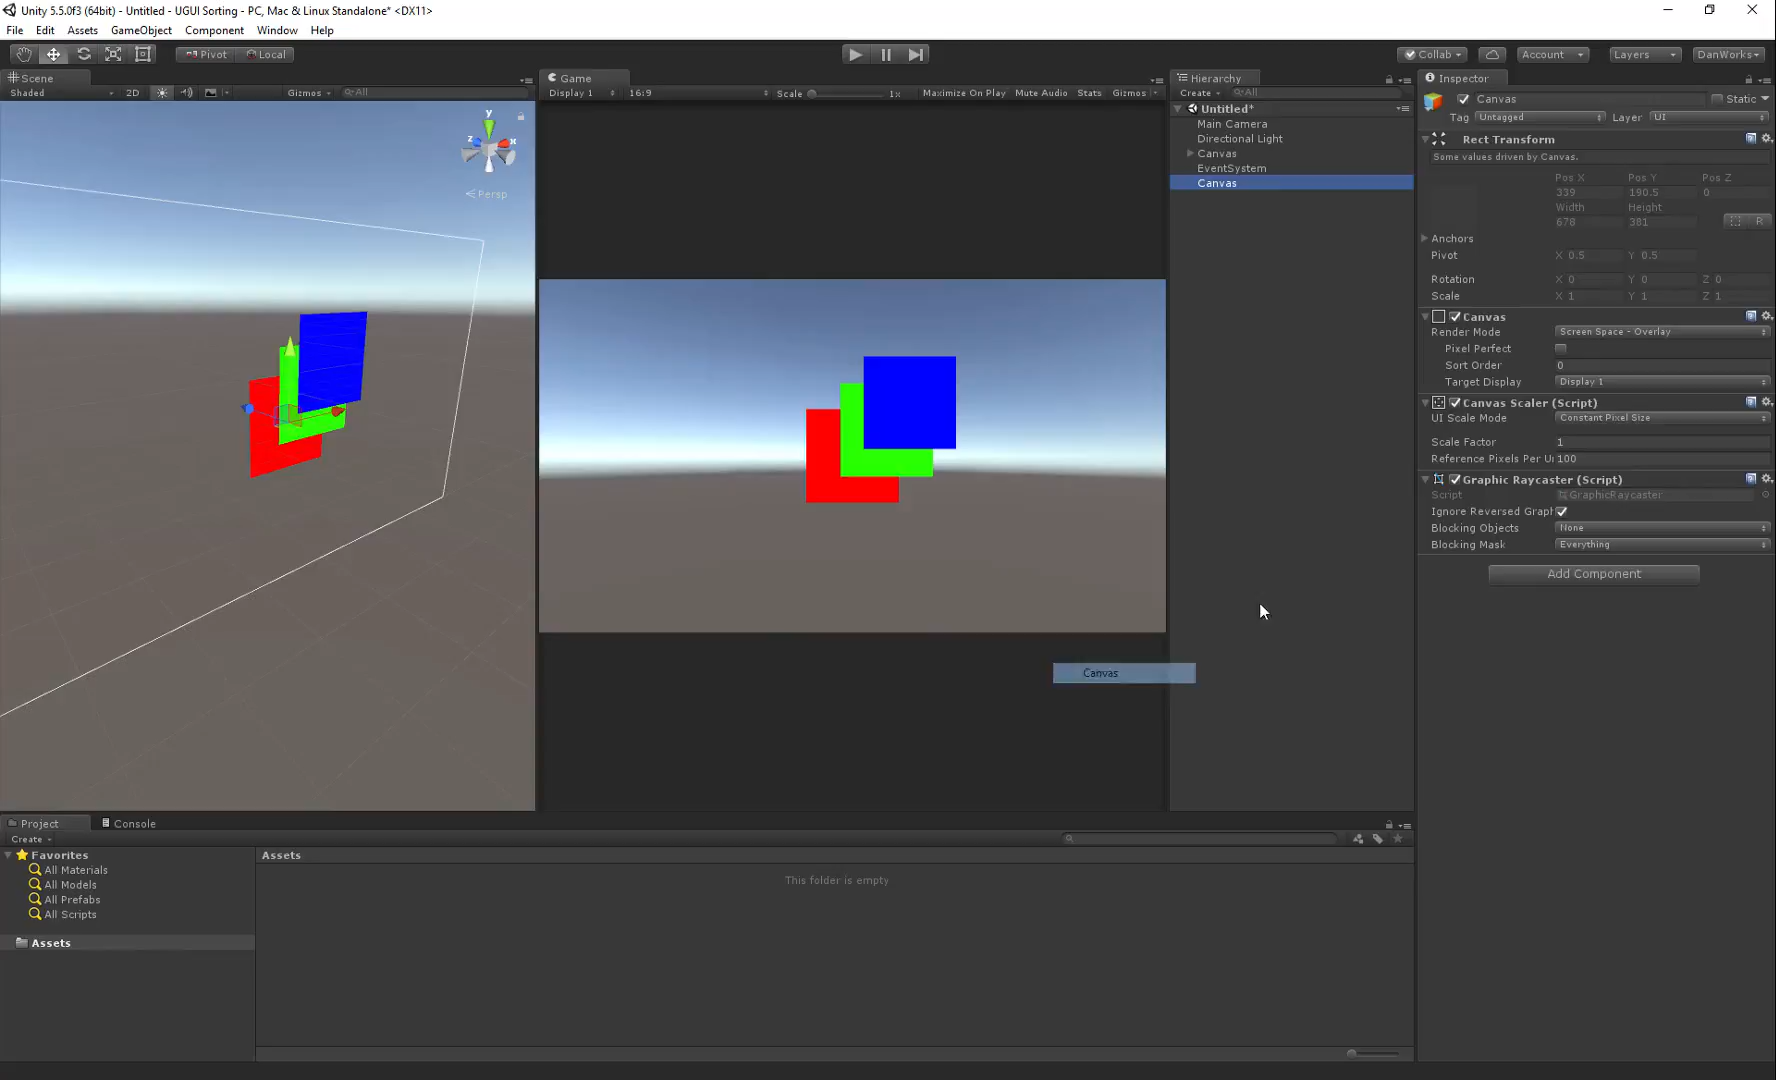 Unity 5.5.0f3 (64bit) - Untitled - UGUI Sorting - PC, Mac & Linux Standalone* <DX11>
File Edit Assets GameObject Component Window Help
Pivot Local
Collab Account Layers DanWorks
Scene
Shaded 2D Gizmos All
y
z x
Persp
Game
Display 1 16:9 Scale 1x Maximize On Play Mute Audio Stats Gizmos
Hierarchy
Create All
Untitled*
Main Camera
Directional Light
Canvas
EventSystem
Canvas
Canvas
Inspector
Canvas Static
Tag Untagged Layer UI
Rect Transform
Some values driven by Canvas.
Pos X Pos Y Pos Z
339 190.5 0
Width Height
678 381
R
Anchors
Pivot X 0.5 Y 0.5
Rotation X 0 Y 0 Z 0
Scale X 1 Y 1 Z 1
Canvas
Render Mode Screen Space - Overlay
Pixel Perfect
Sort Order 0
Target Display Display 1
Canvas Scaler (Script)
UI Scale Mode Constant Pixel Size
Scale Factor 1
Reference Pixels Per U 100
Graphic Raycaster (Script)
Script GraphicRaycaster
Ignore Reversed Graph
Blocking Objects None
Blocking Mask Everything
Add Component
Project Console
Create
Favorites
All Materials
All Models
All Prefabs
All Scripts
Assets
Assets
This folder is empty